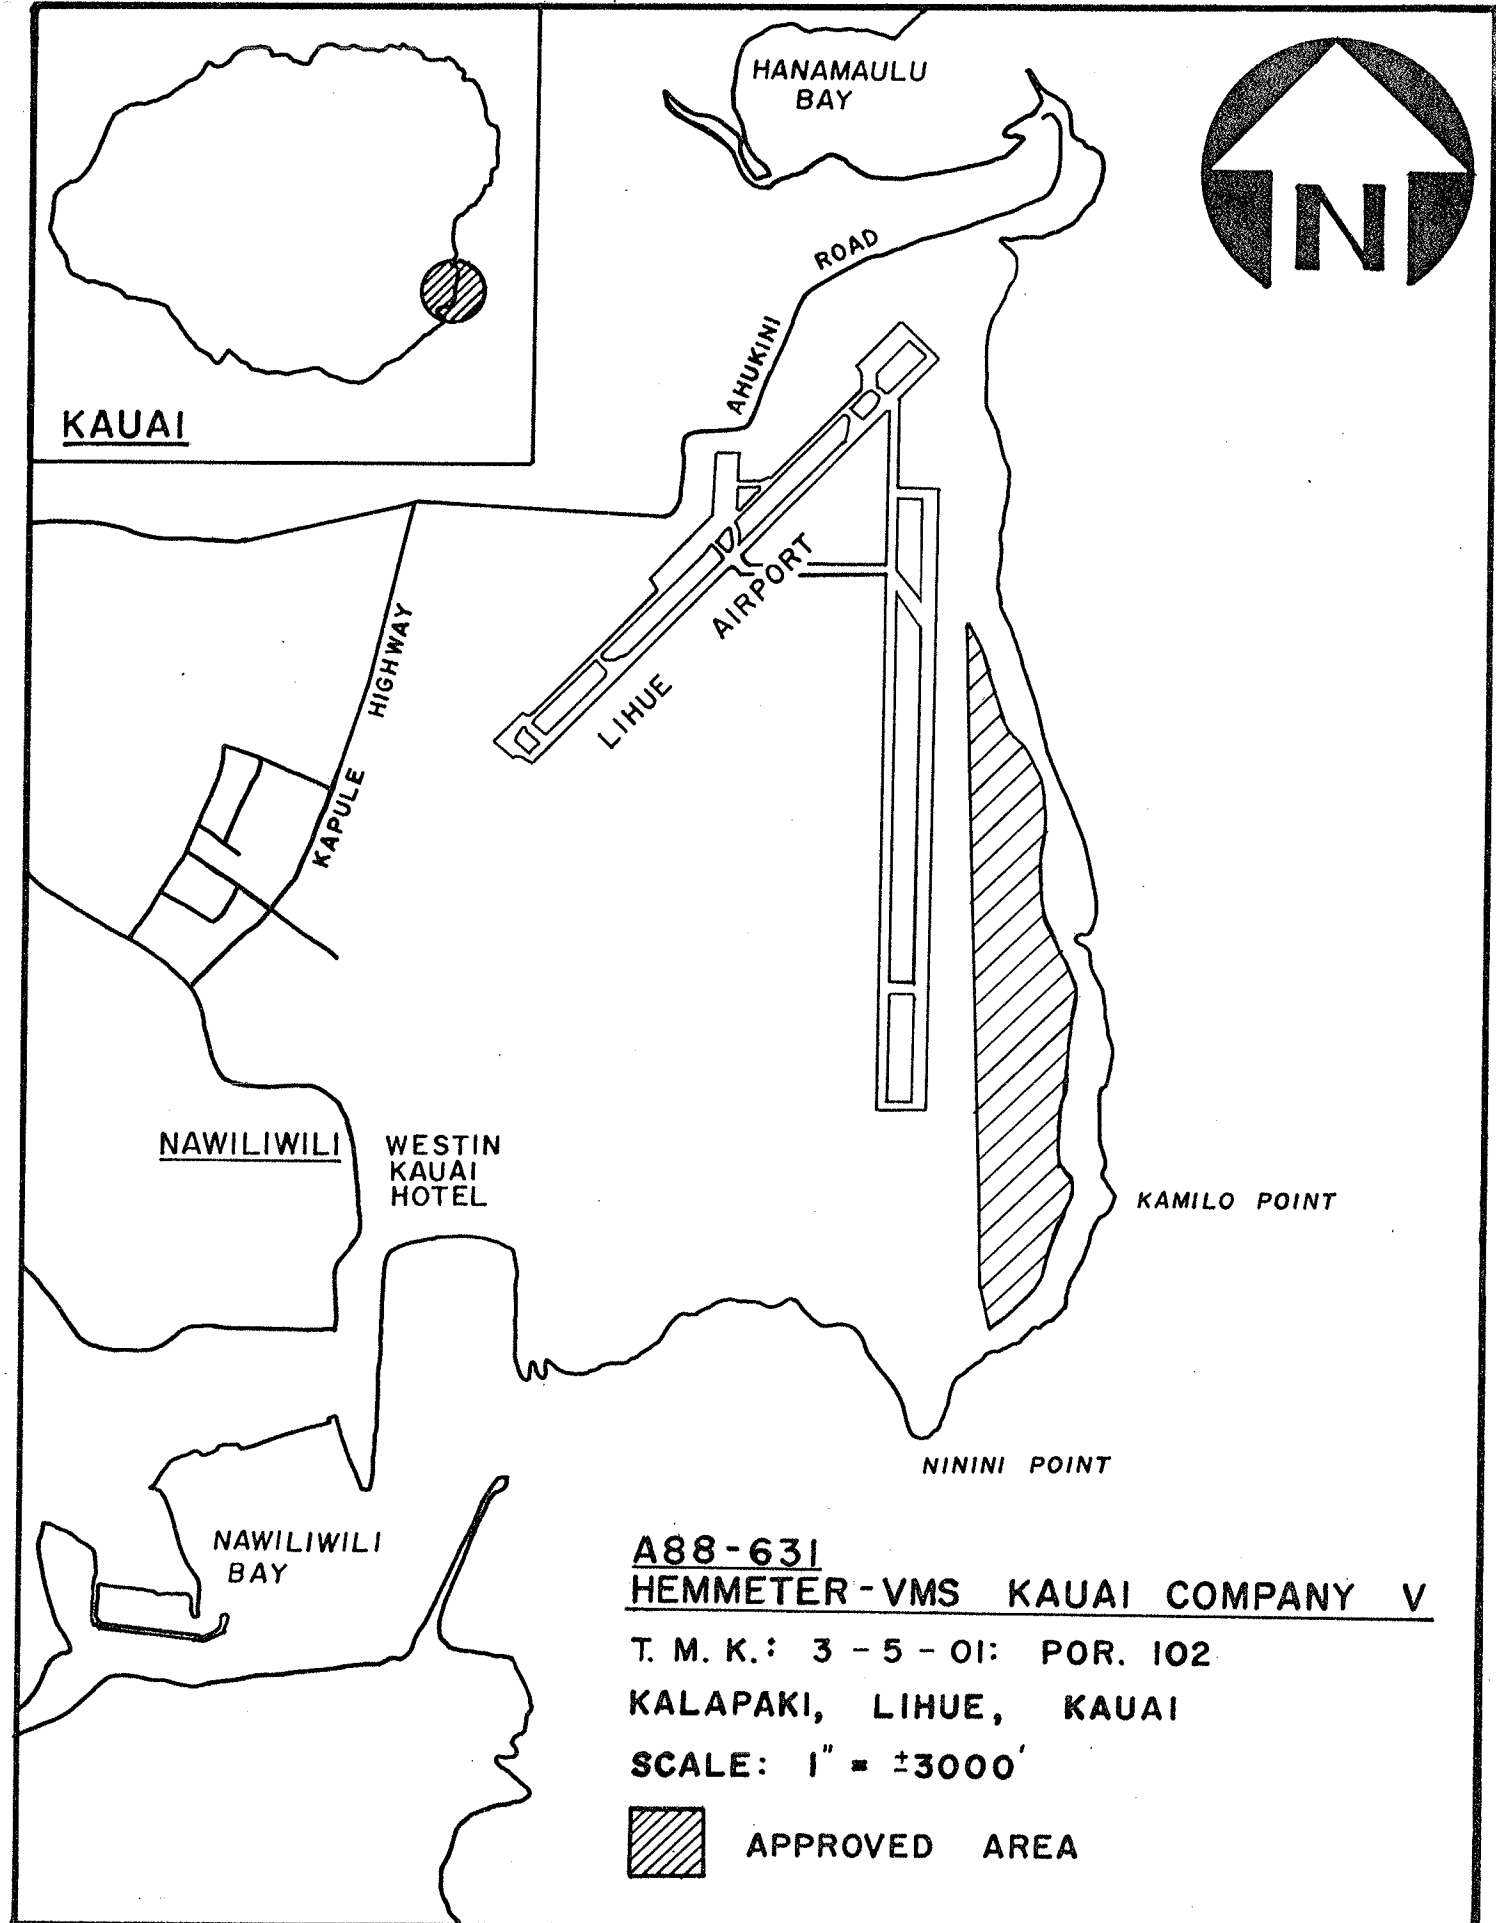 HANAMAULU
BAY
N
KAUAI
AHUKINI ROAD
LIHUE AIRPORT
KAPULE HIGHWAY
NAWILIWILI
WESTIN
KAUAI
HOTEL
KAMILO POINT
NININI POINT
NAWILIWILI
BAY
A88-631
HEMMETER-VMS KAUAI COMPANY V
T. M. K.: 3 - 5 - 01: POR. 102
KALAPAKI, LIHUE, KAUAI
SCALE: 1" = ±3000'
APPROVED AREA